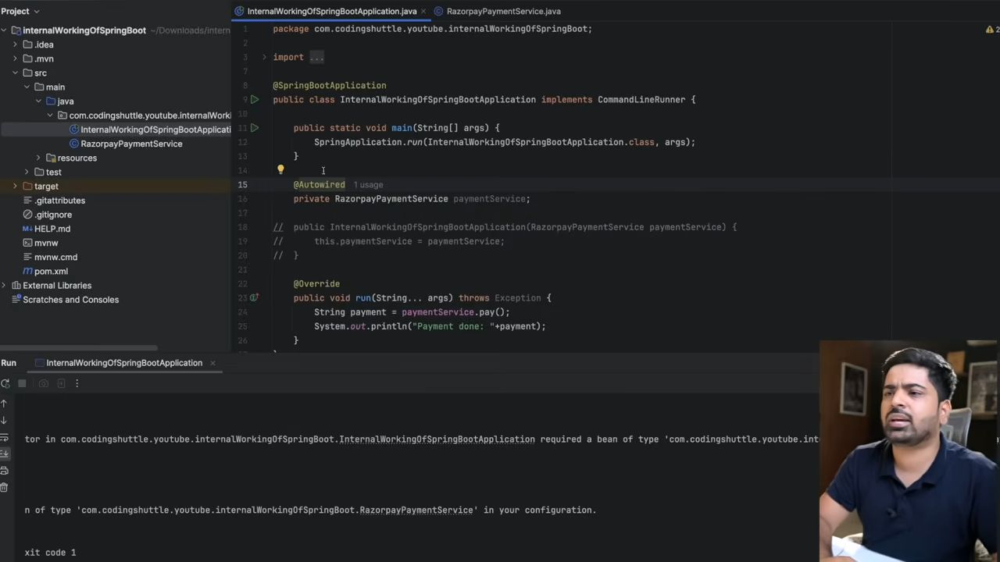 Project
internalWorkingOfSpringBoot ~/Downloads/intern
.idea
.mvn
src
main
java
com.codingshuttle.youtube.internalWorki
InternalWorkingOfSpringBootApplicati
RazorpayPaymentService
resources
test
target
.gitattributes
.gitignore
HELP.md
mvnw
mvnw.cmd
pom.xml
External Libraries
Scratches and Consoles
InternalWorkingOfSpringBootApplication.java
RazorpayPaymentService.java
2
1 package com.codingshuttle.youtube.internalWorkingOfSpringBoot;
2
3 import ...
7
8 @SpringBootApplication
9 public class InternalWorkingOfSpringBootApplication implements CommandLineRunner {
11 public static void main(String[] args) {
12 SpringApplication.run(InternalWorkingOfSpringBootApplication.class, args);
13 }
14
15 @Autowired 1 usage
16 private RazorpayPaymentService paymentService;
17
18 // public InternalWorkingOfSpringBootApplication(RazorpayPaymentService paymentService) {
19 // this.paymentService = paymentService;
20 // }
21
22 @Override
23 public void run(String... args) throws Exception {
24 String payment = paymentService.pay();
25 System.out.println("Payment done: "+payment);
26 }
Run InternalWorkingOfSpringBootApplication
tor in com.codingshuttle.youtube.internalWorkingOfSpringBoot.InternalWorkingOfSpringBootApplication required a bean of type 'com.codingshuttle.youtube.int
n of type 'com.codingshuttle.youtube.internalWorkingOfSpringBoot.RazorpayPaymentService' in your configuration.
xit code 1